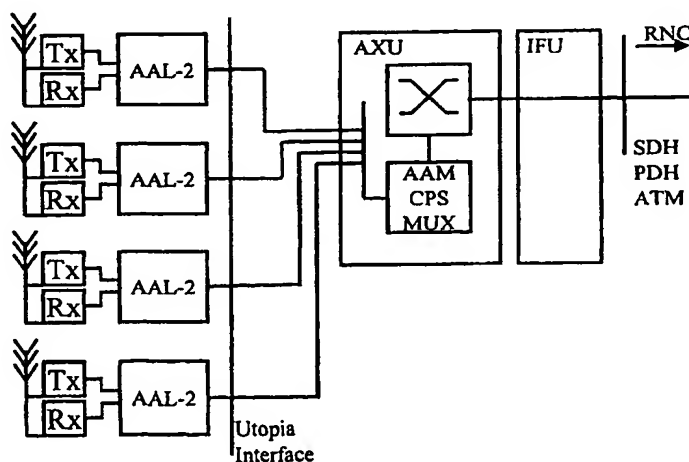 AXU
IFU
RNC
Tx
Rx
AAL-2
Tx
Rx
AAL-2
AAM
CPS
MUX
SDH
PDH
ATM
Tx
Rx
AAL-2
Tx
Rx
AAL-2
Utopia
Interface